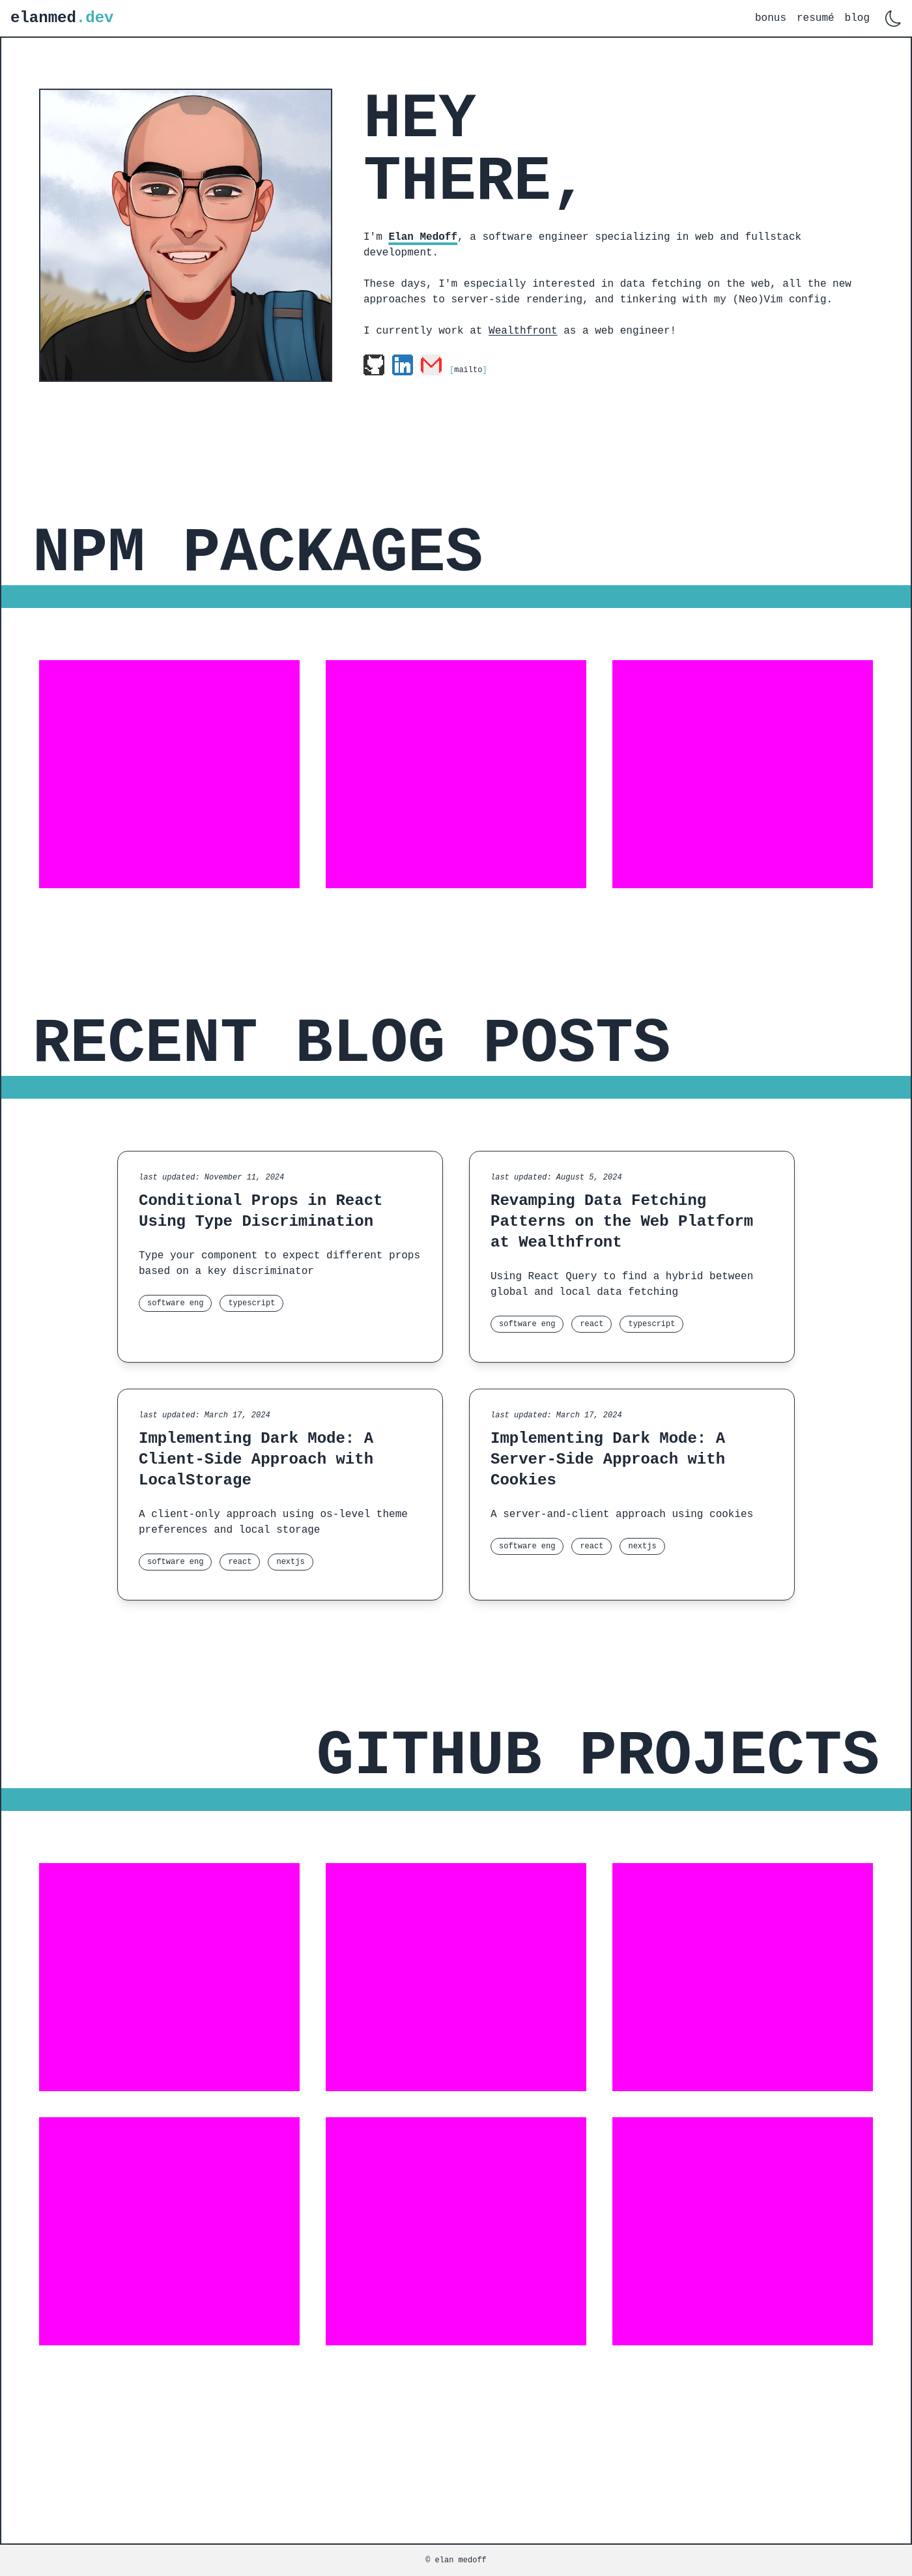 elanmed.dev
bonus resumé blog
HEY
THERE,
I'm Elan Medoff, a software engineer specializing in web and fullstack
development.
These days, I'm especially interested in data fetching on the web, all the new
approaches to server-side rendering, and tinkering with my (Neo)Vim config.
I currently work at Wealthfront as a web engineer!
in [mailto]
NPM PACKAGES
RECENT BLOG POSTS
last updated: November 11, 2024
Conditional Props in React
Using Type Discrimination
Type your component to expect different props
based on a key discriminator
software eng typescript
last updated: August 5, 2024
Revamping Data Fetching
Patterns on the Web Platform
at Wealthfront
Using React Query to find a hybrid between
global and local data fetching
software eng react typescript
last updated: March 17, 2024
Implementing Dark Mode: A
Client-Side Approach with
LocalStorage
A client-only approach using os-level theme
preferences and local storage
software eng react nextjs
last updated: March 17, 2024
Implementing Dark Mode: A
Server-Side Approach with
Cookies
A server-and-client approach using cookies
software eng react nextjs
GITHUB PROJECTS
© elan medoff